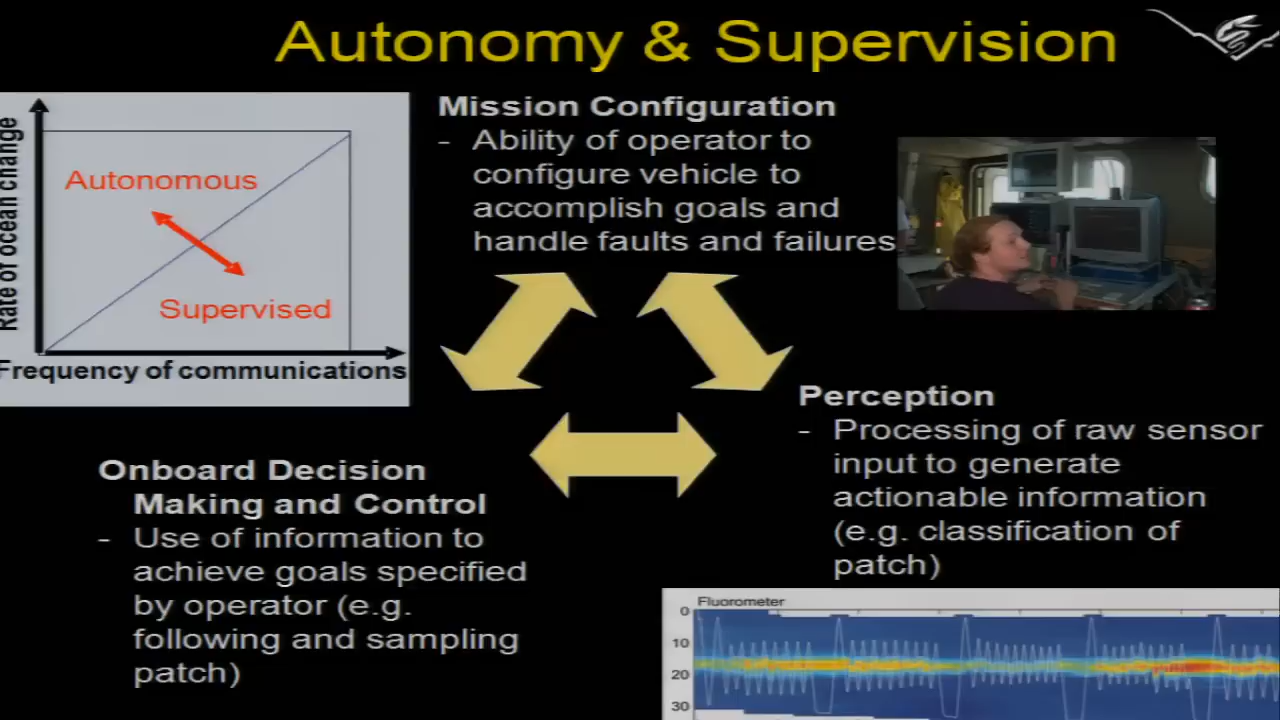 Autonomy & Supervision
Rate of ocean change
Autonomous
Supervised
Frequency of communications
Mission Configuration
- Ability of operator to
configure vehicle to
accomplish goals and
handle faults and failures
Perception
- Processing of raw sensor
input to generate
actionable information
(e.g. classification of
patch)
Onboard Decision
Making and Control
- Use of information to
achieve goals specified
by operator (e.g.
following and sampling
patch)
Fluorometer
0
10
20
30